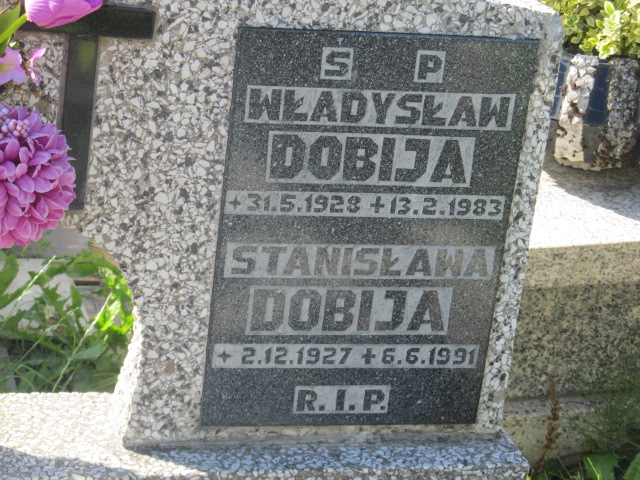 S P
WŁADYSŁAW
DOBIJA
+ 31.5.1928 + 13.2.1983
STANISŁAWA
DOBIJA
+ 2.12.1927 + 6.6.1991
R.I.P.